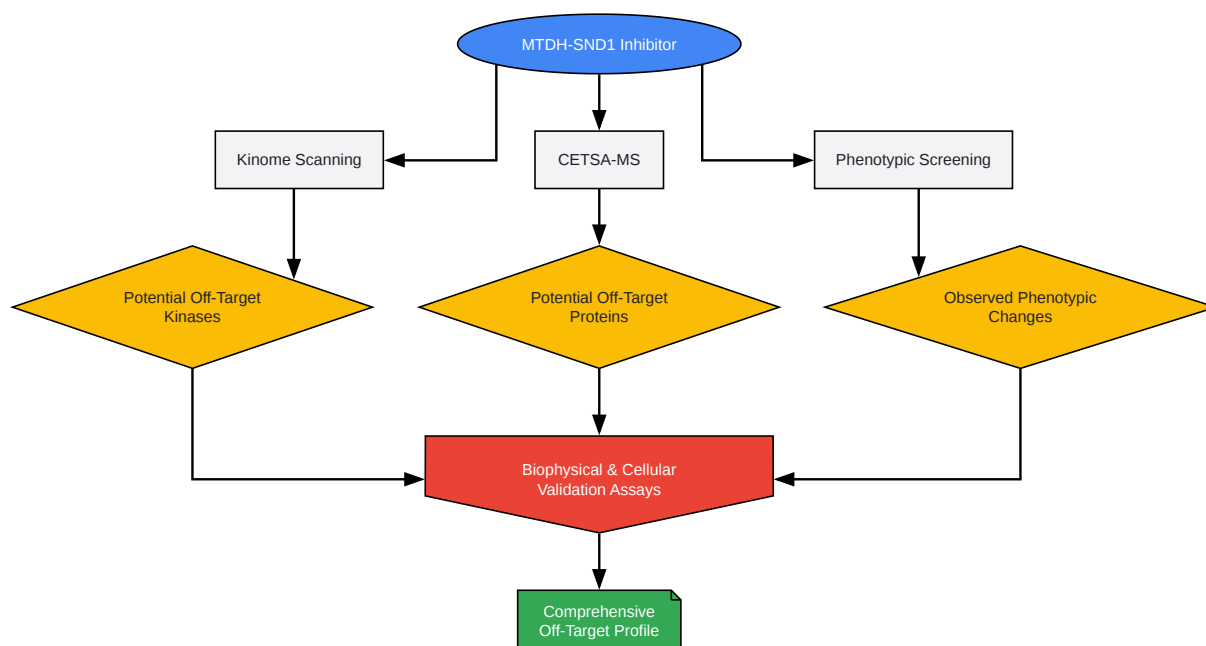 MTDH-SND1 Inhibitor
Kinome Scanning
CETSA-MS
Phenotypic Screening
Potential Off-Target
Kinases
Potential Off-Target
Proteins
Observed Phenotypic
Changes
Biophysical & Cellular
Validation Assays
Comprehensive
Off-Target Profile